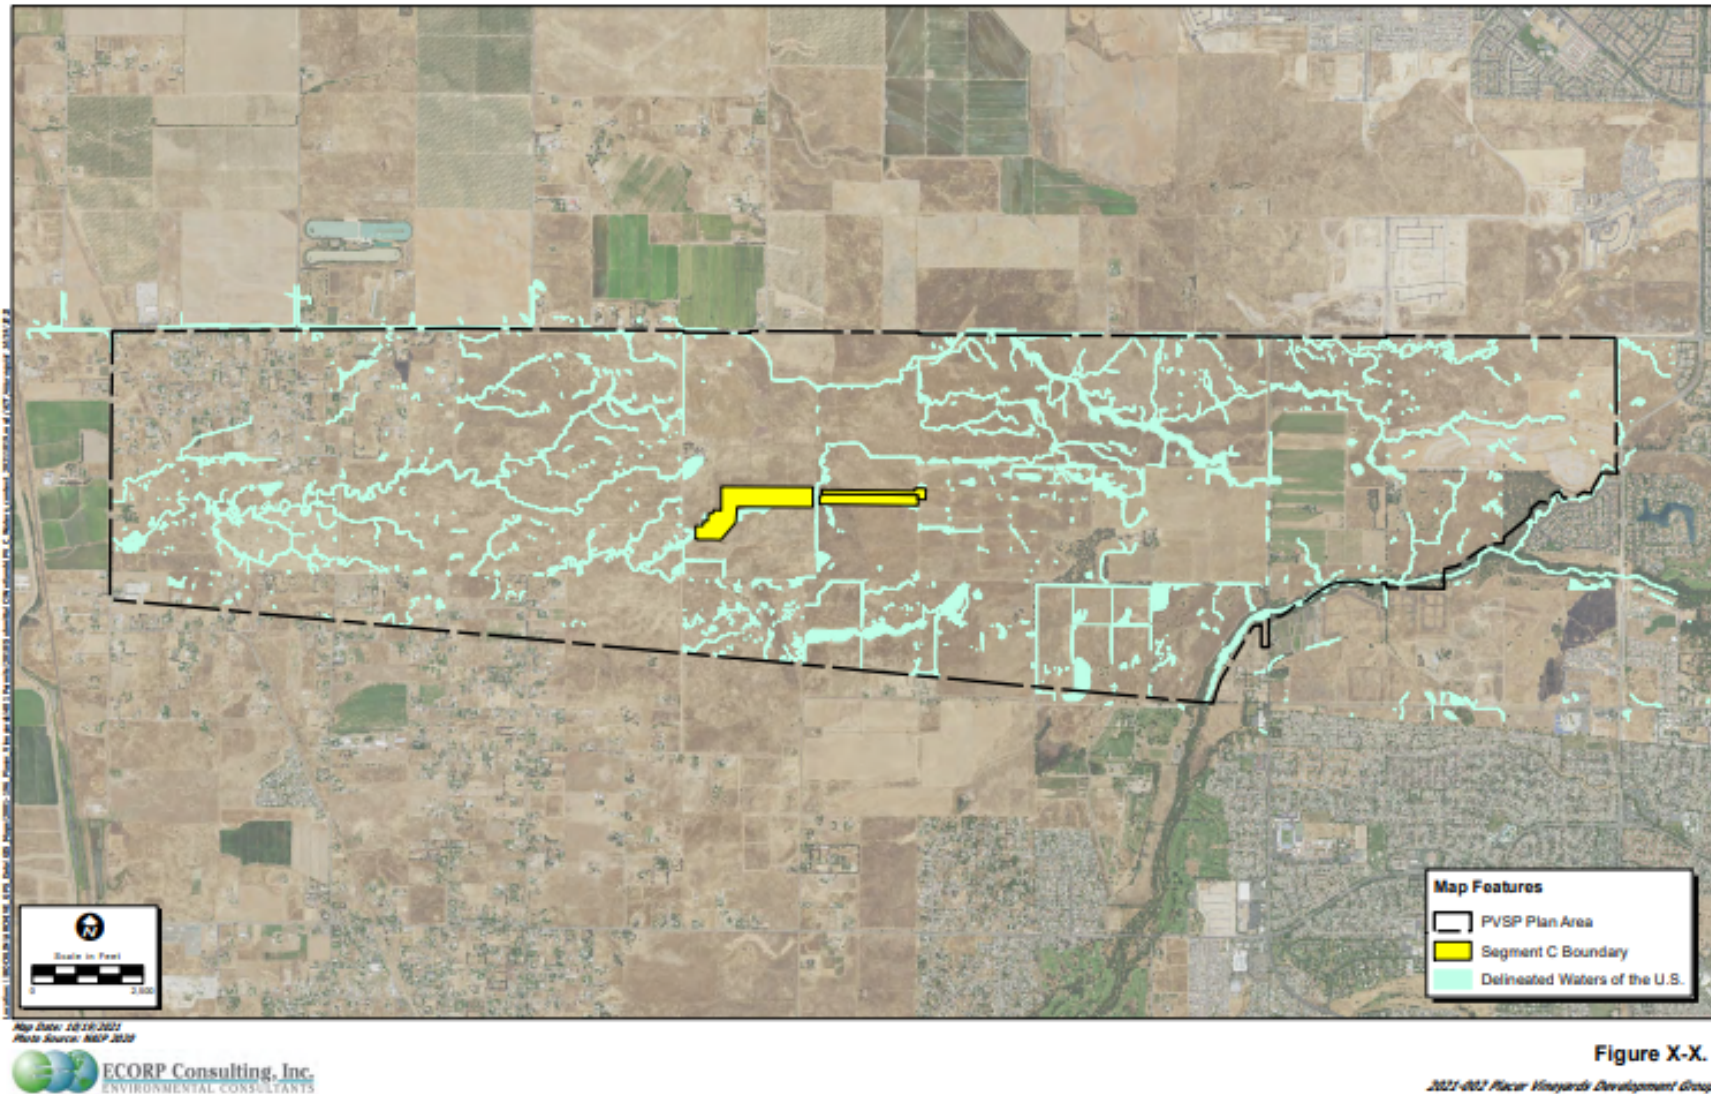 Map Features
PVSP Plan Area
Segment C Boundary
Delineated Waters of the U.S.
N
Scale in Feet
0 2,500
Map Date: 10/19/2021
Photo Source: NAIP 2020
ECORP Consulting, Inc.
ENVIRONMENTAL CONSULTANTS
Figure X-X.
2021-002 Placer Vineyards Development Group